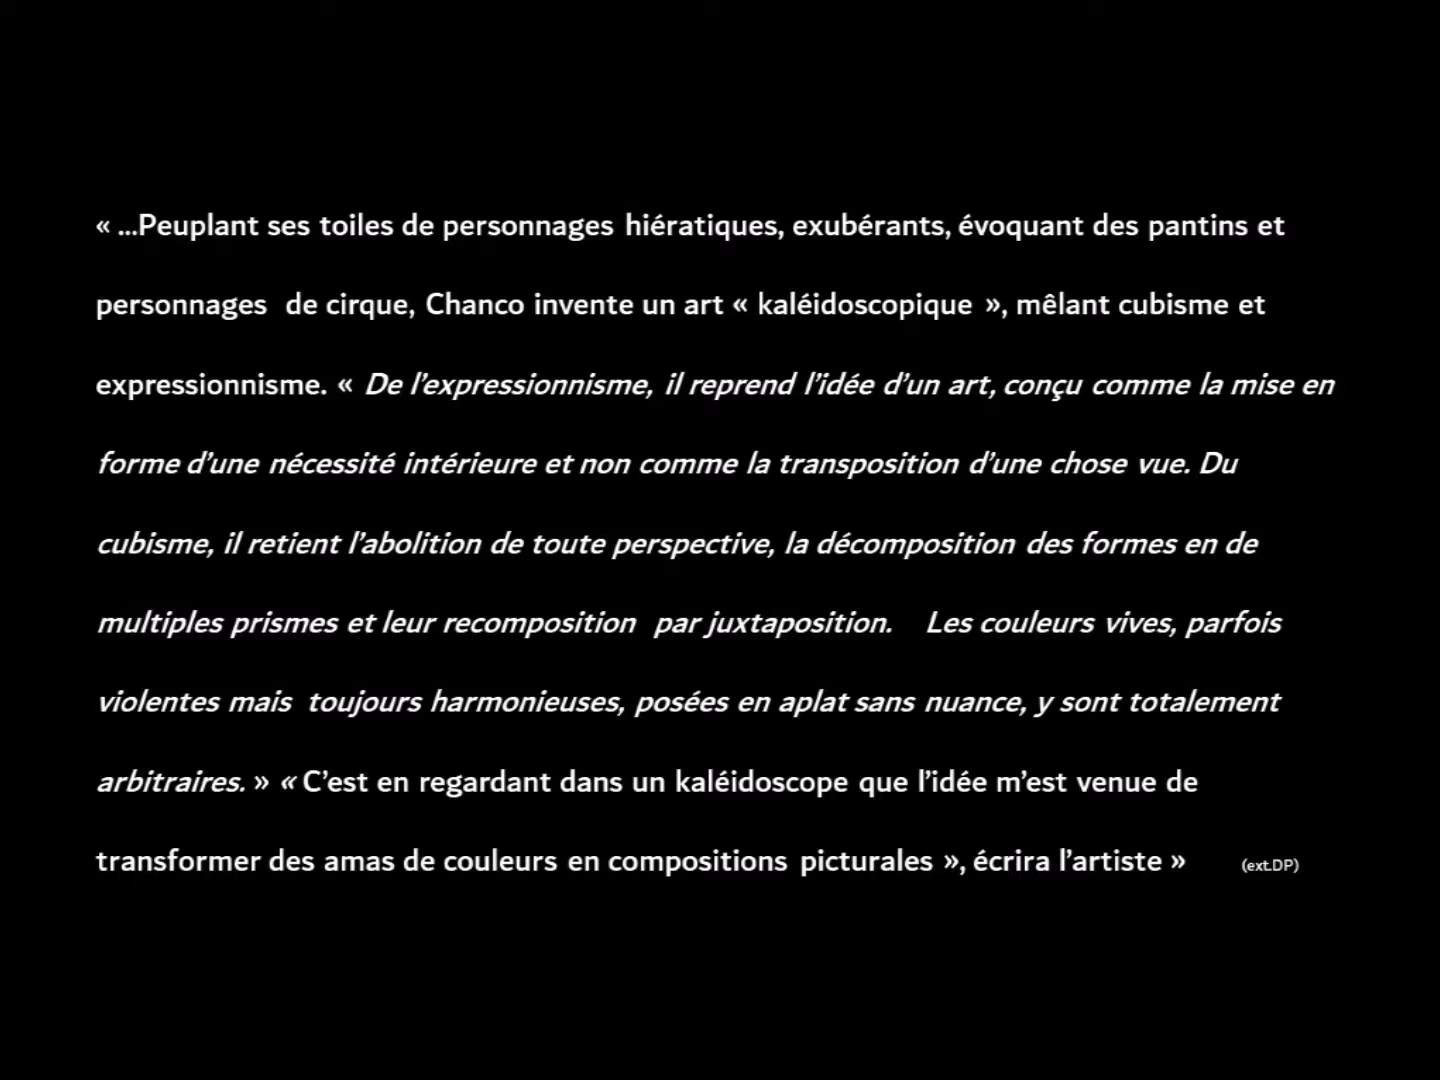 « ...Peuplant ses toiles de personnages hiératiques, exubérants, évoquant des pantins et
personnages de cirque, Chanco invente un art « kaléidoscopique », mêlant cubisme et
expressionnisme. « De l’expressionnisme, il reprend l’idée d’un art, conçu comme la mise en
forme d’une nécessité intérieure et non comme la transposition d’une chose vue. Du
cubisme, il retient l’abolition de toute perspective, la décomposition des formes en de
multiples prismes et leur recomposition par juxtaposition. Les couleurs vives, parfois
violentes mais toujours harmonieuses, posées en aplat sans nuance, y sont totalement
arbitraires. » « C’est en regardant dans un kaléidoscope que l’idée m’est venue de
transformer des amas de couleurs en compositions picturales », écrira l’artiste » (ext.DP)